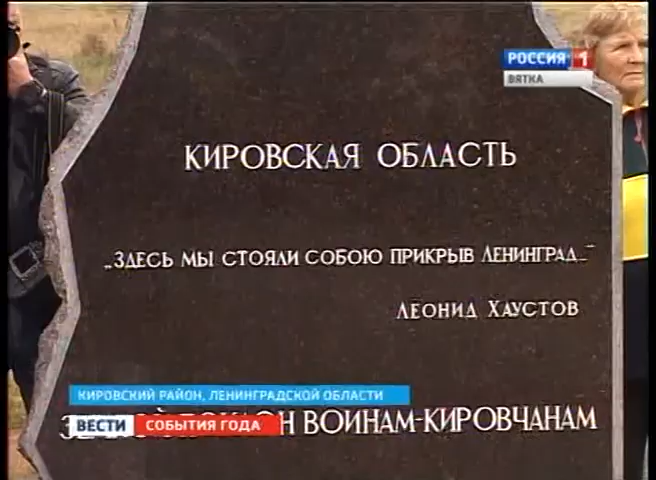 РОССИЯ 1
ВЯТКА
КИРОВСКАЯ ОБЛАСТЬ
„ЗДЕСЬ МЫ СТОЯЛИ СОБОЮ ПРИКРЫВ ЛЕНИНГРАД..."
ЛЕОНИД ХАУСТОВ
КИРОВСКИЙ РАЙОН, ЛЕНИНГРАДСКОЙ ОБЛАСТИ
ВОИНАМ-КИРОВЧАНАМ
ВЕСТИ СОБЫТИЯ ГОДА